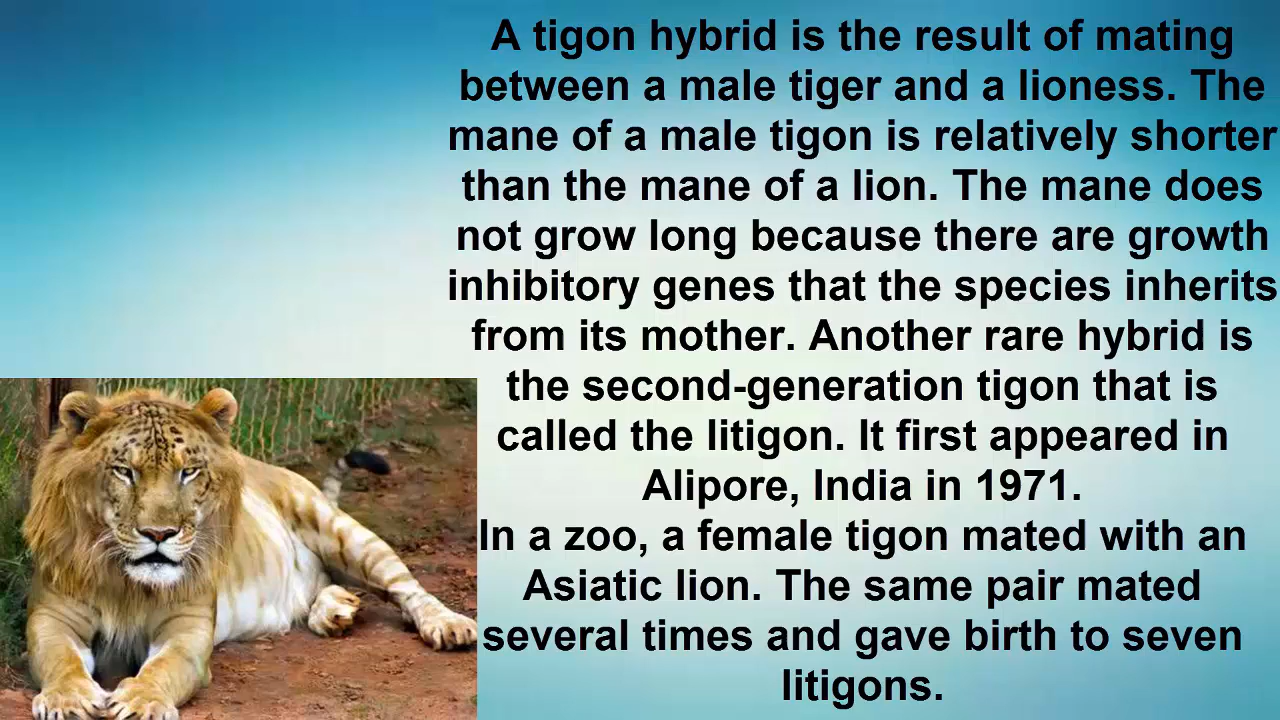 A tigon hybrid is the result of mating
between a male tiger and a lioness. The
mane of a male tigon is relatively shorter
than the mane of a lion. The mane does
not grow long because there are growth
inhibitory genes that the species inherits
from its mother. Another rare hybrid is
the second-generation tigon that is
called the litigon. It first appeared in
Alipore, India in 1971.
In a zoo, a female tigon mated with an
Asiatic lion. The same pair mated
several times and gave birth to seven
litigons.